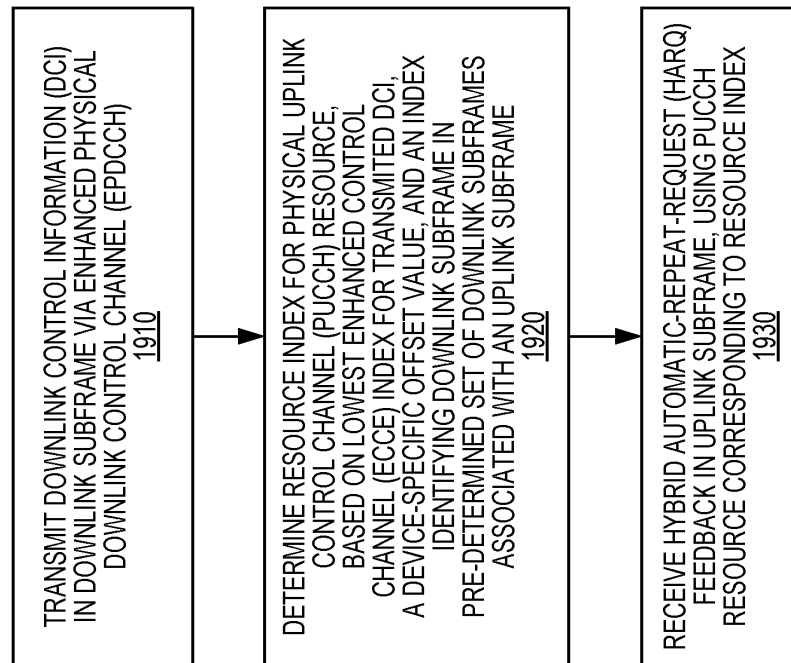 TRANSMIT DOWNLINK CONTROL INFORMATION (DCI)
IN DOWNLINK SUBFRAME VIA ENHANCED PHYSICAL
DOWNLINK CONTROL CHANNEL (EPDCCH)
1910
DETERMINE RESOURCE INDEX FOR PHYSICAL UPLINK
CONTROL CHANNEL (PUCCH) RESOURCE,
BASED ON LOWEST ENHANCED CONTROL
CHANNEL (ECCE) INDEX FOR TRANSMITTED DCI,
A DEVICE-SPECIFIC OFFSET VALUE, AND AN INDEX
IDENTIFYING DOWNLINK SUBFRAME IN
PRE-DETERMINED SET OF DOWNLINK SUBFRAMES
ASSOCIATED WITH AN UPLINK SUBFRAME
1920
RECEIVE HYBRID AUTOMATIC-REPEAT-REQUEST (HARQ)
FEEDBACK IN UPLINK SUBFRAME, USING PUCCH
RESOURCE CORRESPONDING TO RESOURCE INDEX
1930